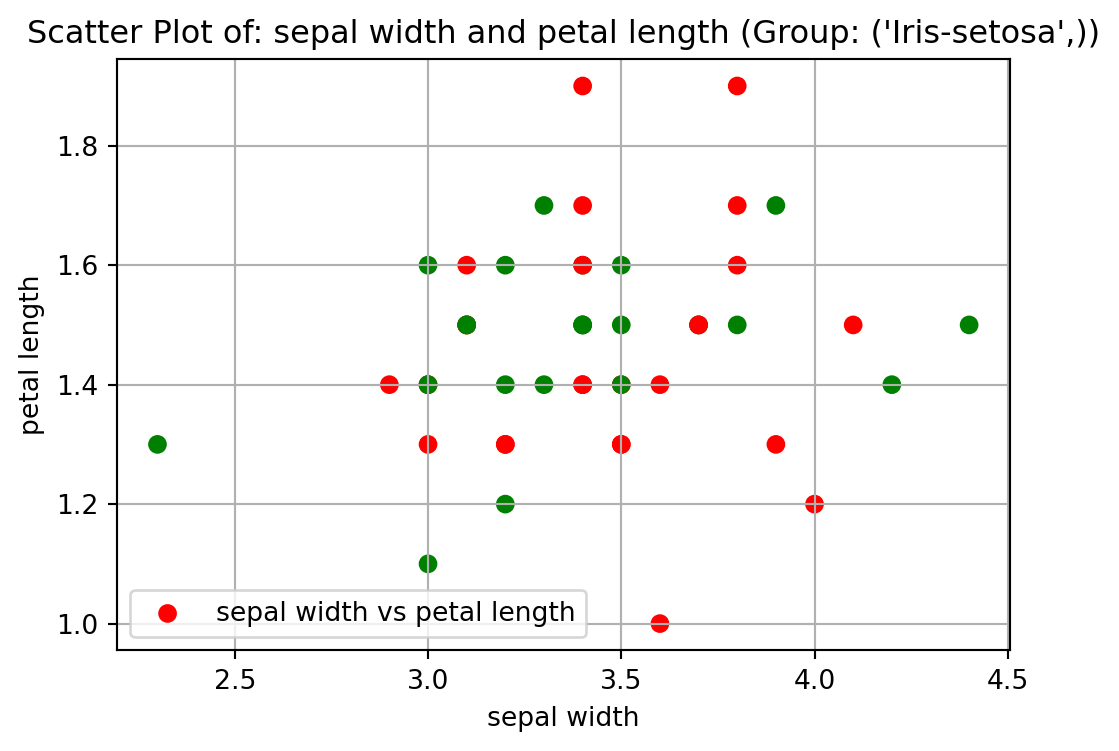 Scatter Plot of: sepal width and petal length (Group: ('Iris-setosa',))
petal length
1.8
1.6
1.4
1.2
1.0
sepal width vs petal length
2.5 3.0 3.5 4.0 4.5
sepal width